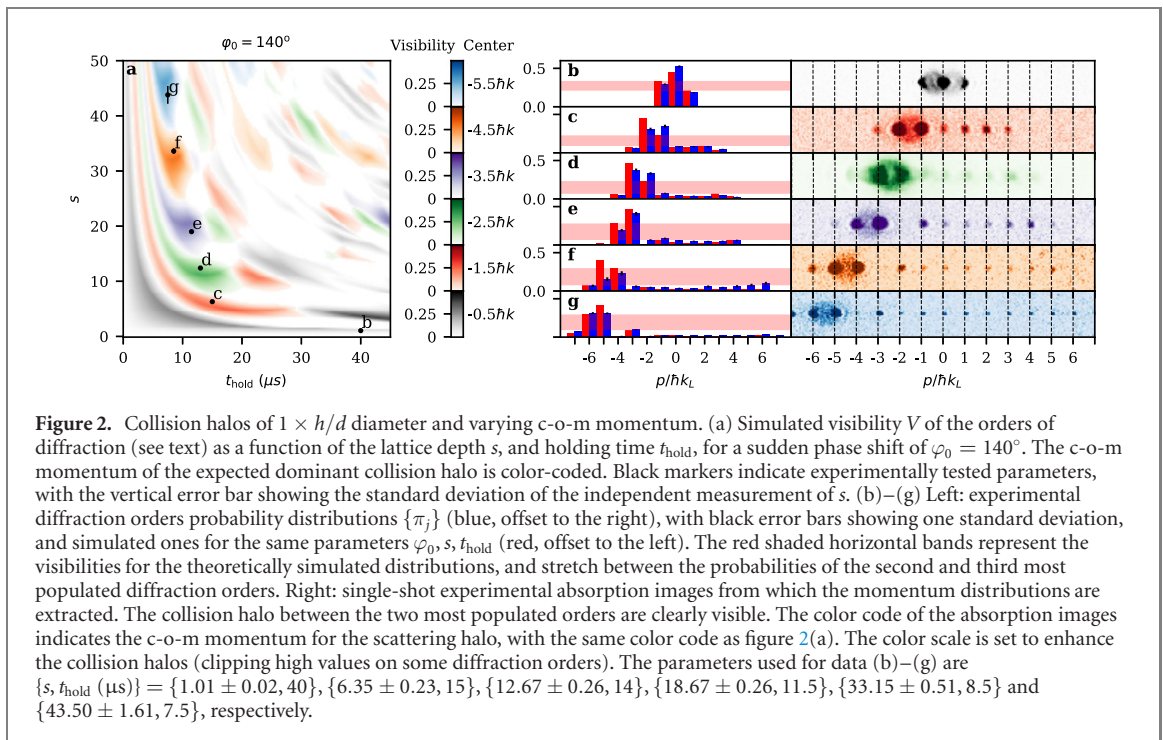 φ₀ = 140°
Visibility Center
a
50
40
30
20
10
0
s
0 10 20 30 40
t_hold (μs)
g
f
e
d
c
b
0.25 -5.5ħk
0
0.25 -4.5ħk
0
0.25 -3.5ħk
0
0.25 -2.5ħk
0
0.25 -1.5ħk
0
0.25 -0.5ħk
0
0.5
0.0
b
c
0.5
0.0
d
e
0.5
0.0
f
g
-6 -4 -2 0 2 4 6
p/ħk_L
-6 -5 -4 -3 -2 -1 0 1 2 3 4 5 6
p/ħk_L
Figure 2. Collision halos of 1 × h/d diameter and varying c-o-m momentum. (a) Simulated visibility V of the orders of
diffraction (see text) as a function of the lattice depth s, and holding time t_hold, for a sudden phase shift of φ₀ = 140°. The c-o-m
momentum of the expected dominant collision halo is color-coded. Black markers indicate experimentally tested parameters,
with the vertical error bar showing the standard deviation of the independent measurement of s. (b)–(g) Left: experimental
diffraction orders probability distributions {π_j} (blue, offset to the right), with black error bars showing one standard deviation,
and simulated ones for the same parameters φ₀, s, t_hold (red, offset to the left). The red shaded horizontal bands represent the
visibilities for the theoretically simulated distributions, and stretch between the probabilities of the second and third most
populated diffraction orders. Right: single-shot experimental absorption images from which the momentum distributions are
extracted. The collision halo between the two most populated orders are clearly visible. The color code of the absorption images
indicates the c-o-m momentum for the scattering halo, with the same color code as figure 2(a). The color scale is set to enhance
the collision halos (clipping high values on some diffraction orders). The parameters used for data (b)–(g) are
{s, t_hold (μs)} = {1.01 ± 0.02, 40}, {6.35 ± 0.23, 15}, {12.67 ± 0.26, 14}, {18.67 ± 0.26, 11.5}, {33.15 ± 0.51, 8.5} and
{43.50 ± 1.61, 7.5}, respectively.